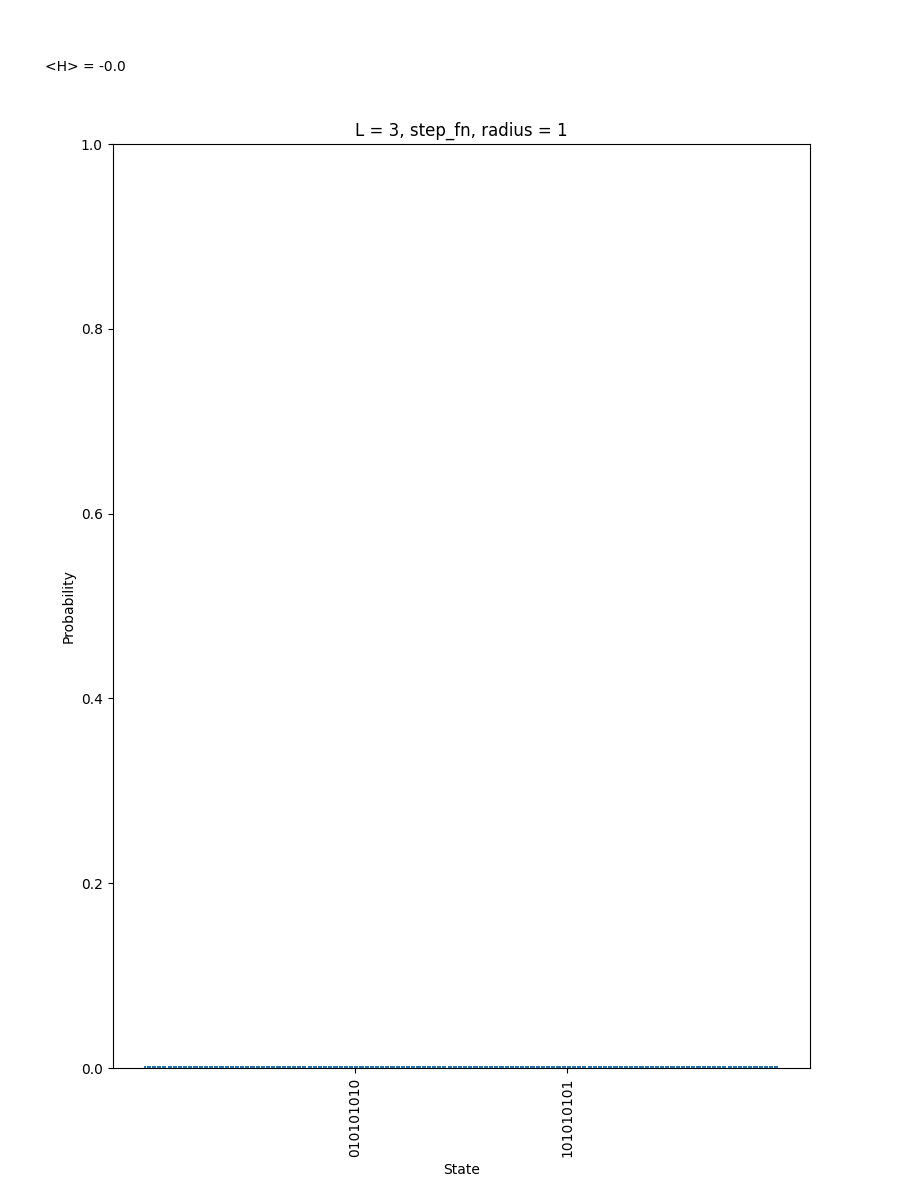 <H> = -0.0
L = 3, step_fn, radius = 1
1.0
0.8
0.6
0.4
0.2
0.0
Probability
010101010
101010101
State